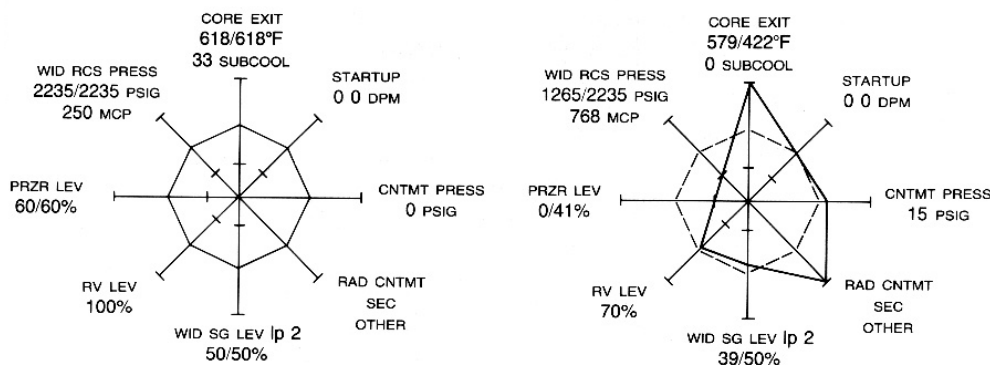 CORE EXIT
618/618°F
33 SUBCOOL
STARTUP
0 0 DPM
CNTMT PRESS
0 PSIG
RAD CNTMT
SEC
OTHER
WID SG LEV lp 2
50/50%
RV LEV
100%
PRZR LEV
60/60%
WID RCS PRESS
2235/2235 PSIG
250 MCP
CORE EXIT
579/422°F
0 SUBCOOL
STARTUP
0 0 DPM
CNTMT PRESS
15 PSIG
RAD CNTMT
SEC
OTHER
WID SG LEV lp 2
39/50%
RV LEV
70%
PRZR LEV
0/41%
WID RCS PRESS
1265/2235 PSIG
768 MCP